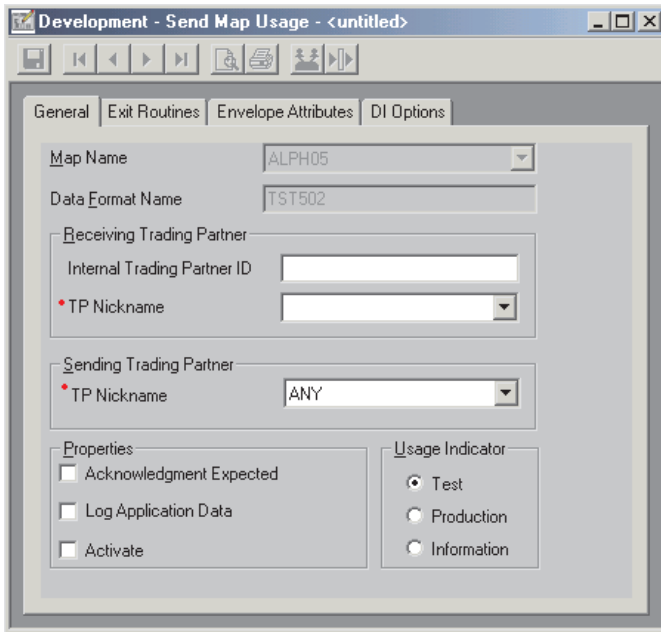 Development - Send Map Usage - <untitled>
General Exit Routines Envelope Attributes DI Options
Map Name ALPH05
Data Format Name TST502
Receiving Trading Partner
Internal Trading Partner ID
*TP Nickname
Sending Trading Partner
*TP Nickname ANY
Properties
Acknowledgment Expected
Log Application Data
Activate
Usage Indicator
Test
Production
Information